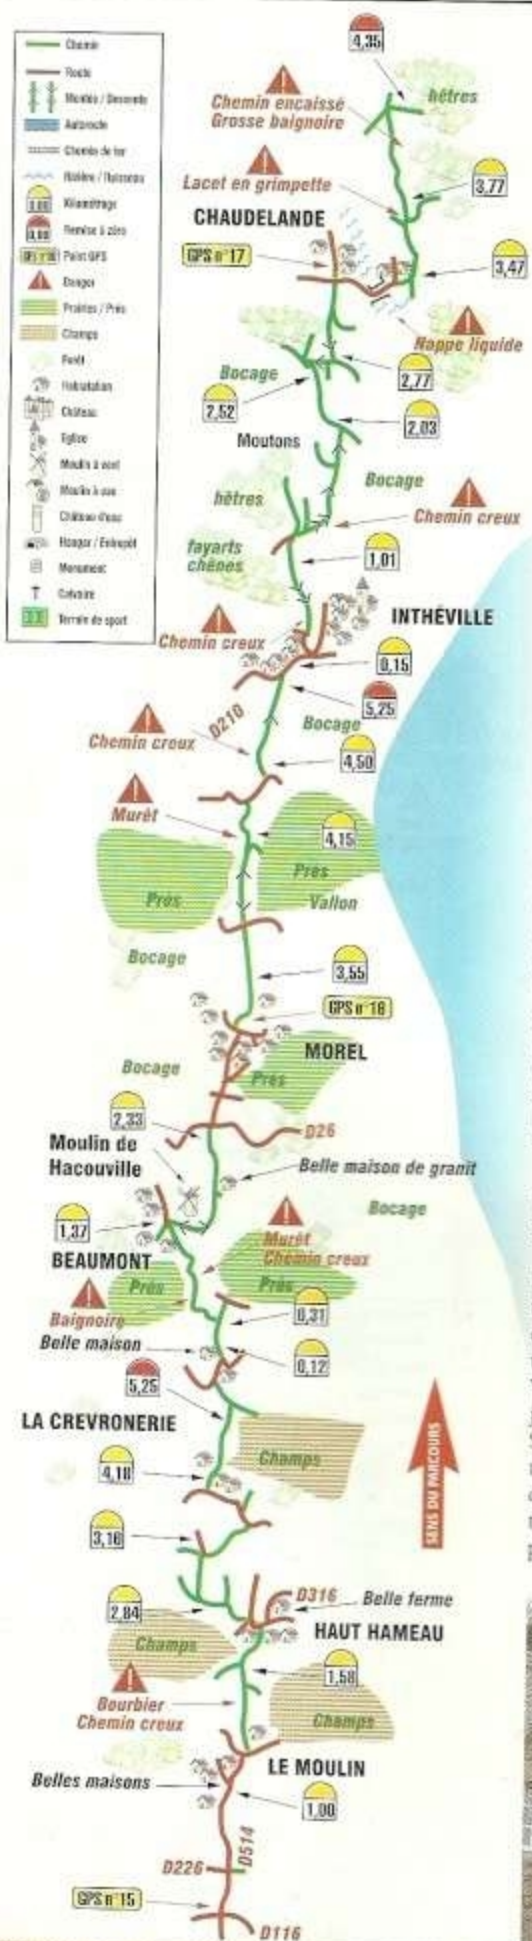 Chemin
Route
Montée / Descente
Autoroute
Chemin de fer
Rivière / Ruisseau
Kilométrage
Remise à zéro
Point GPS
Danger
Prairies / Prés
Champs
Forêt
Habitation
Château
Eglise
Moulin à vent
Moulin à eau
Château d'eau
Hangar / Entrepôt
Monument
Calvaire
Terrain de sport
4,35
hêtres
Chemin encaissé
Grosse baignoire
3,77
Lacet en grimpette
CHAUDELANDE
GPS n°17
3,47
Nappe liquide
Bocage
2,77
2,52
2,03
Moutons
Bocage
hêtres
Chemin creux
fayarts
chênes
1,01
INTHÉVILLE
Chemin creux
0,15
5,25
D210
Bocage
Chemin creux
4,50
Murêt
4,15
Prés
Prés
Vallon
Bocage
3,55
GPS n°16
MOREL
Bocage
Prés
2,33
D26
Moulin de
Hacouville
Belle maison de granit
Bocage
1,37
Murêt
Chemin creux
BEAUMONT
Prés
Prés
Baignoire
0,31
Belle maison
0,12
5,25
LA CREVRONERIE
Champs
SENS DU PARCOURS
4,18
3,16
D316
Belle ferme
2,84
HAUT HAMEAU
Champs
1,58
Bourbier
Chemin creux
Champs
LE MOULIN
Belles maisons
1,00
D514
D226
GPS n°15
D116